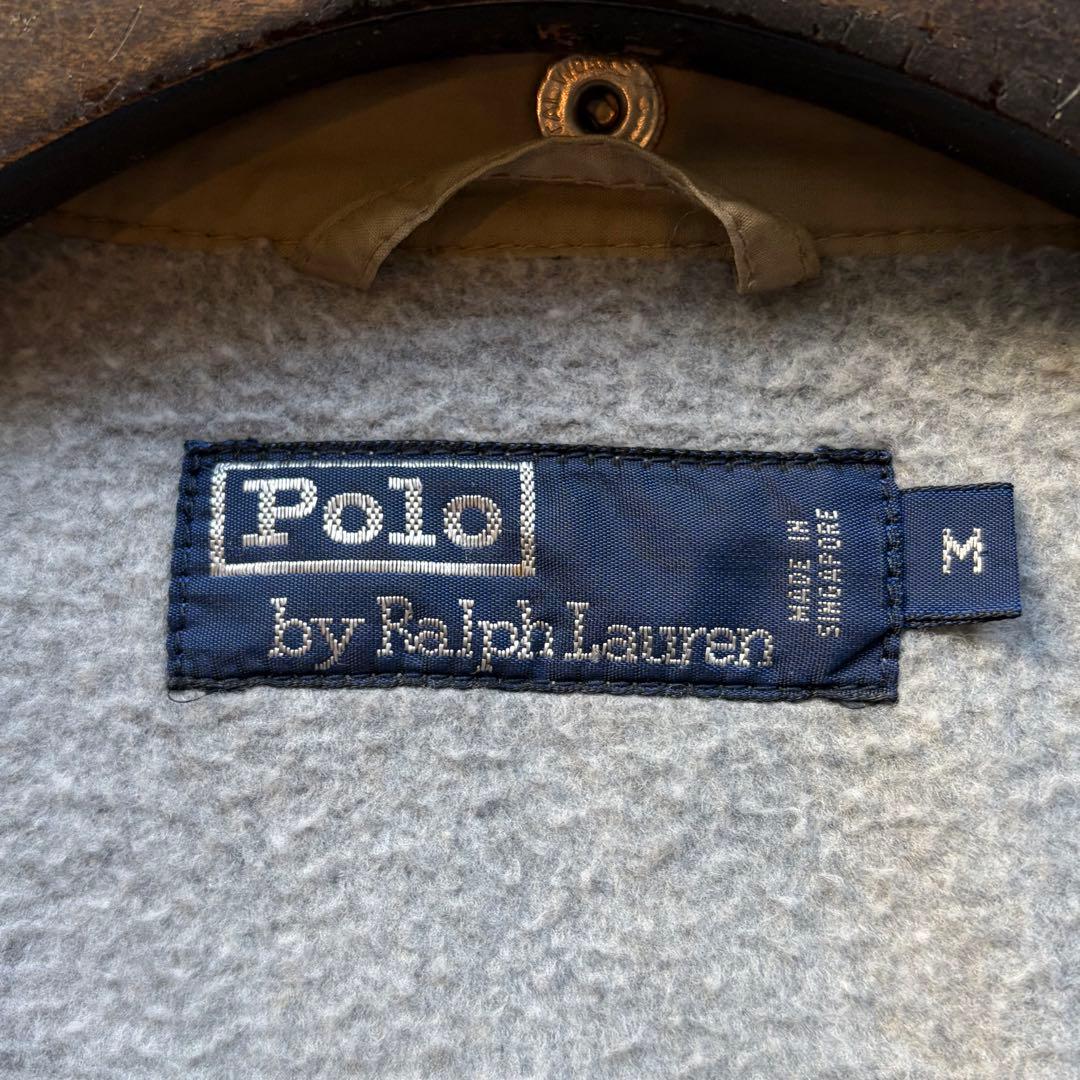 Polo
by Ralph Lauren
MADE IN
SINGAPORE
M